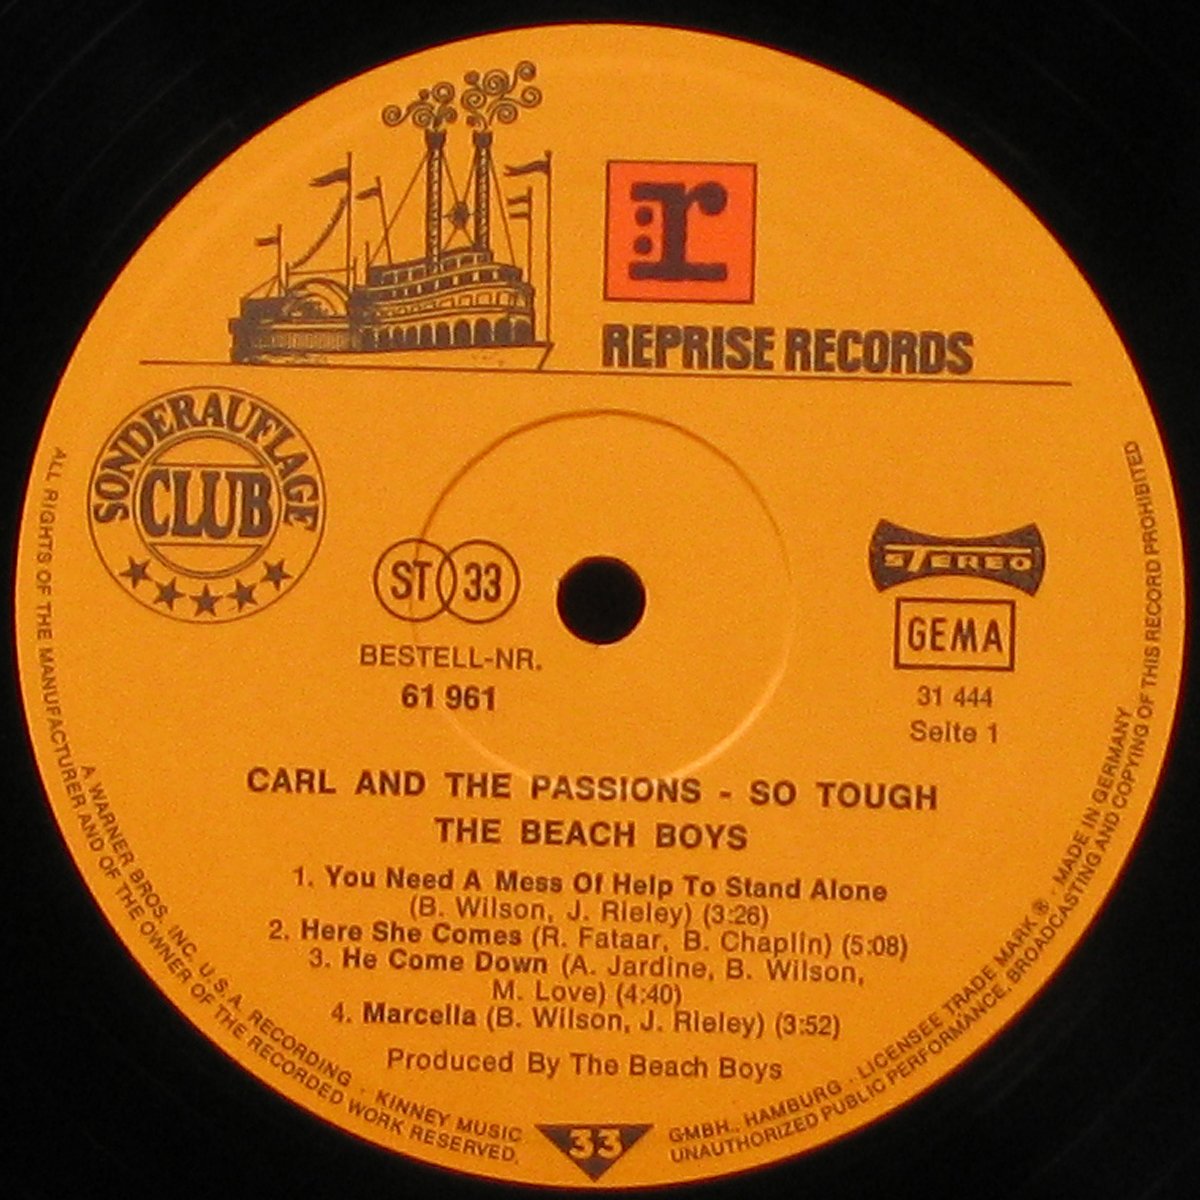 r:
REPRISE RECORDS
SONDERAUFLAGE
CLUB
ST 33
BESTELL-NR.
61 961
STEREO
GEMA
31 444
Seite 1
CARL AND THE PASSIONS - SO TOUGH
THE BEACH BOYS
1. You Need A Mess Of Help To Stand Alone
(B. Wilson, J. Rieley) (3:26)
2. Here She Comes (R. Fataar, B. Chaplin) (5:08)
3. He Come Down (A. Jardine, B. Wilson,
M. Love) (4:40)
4. Marcella (B. Wilson, J. Rieley) (3:52)
Produced By The Beach Boys
A WARNER BROS. INC. U.S.A. RECORDING · KINNEY MUSIC GMBH., HAMBURG · LICENSEE TRADE MARK ® · MADE IN GERMANY
ALL RIGHTS OF THE MANUFACTURER AND OF THE OWNER OF THE RECORDED WORK RESERVED. UNAUTHORIZED PUBLIC PERFORMANCE, BROADCASTING AND COPYING OF THIS RECORD PROHIBITED
33